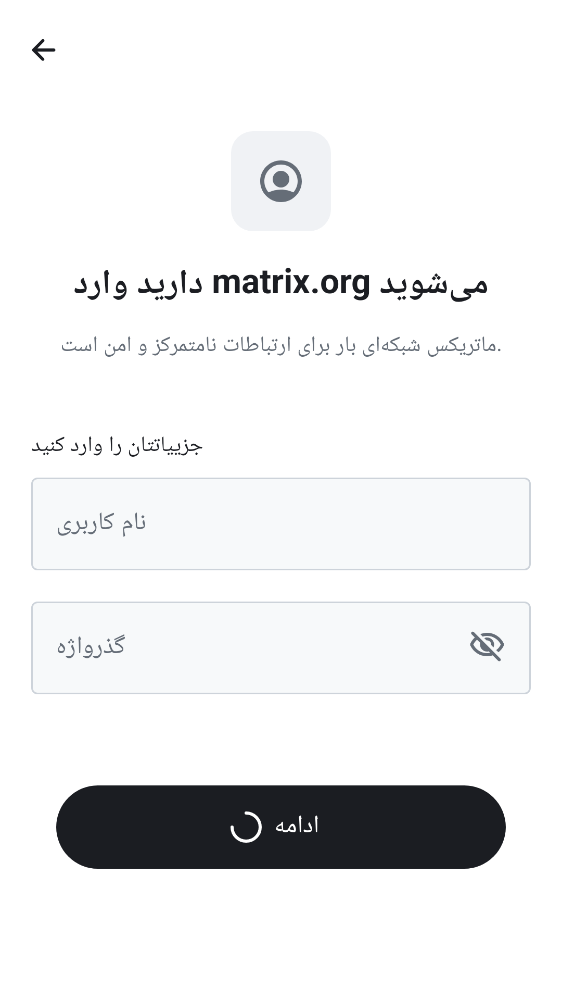 دارید وارد matrix.org می‌شوید
ماتریکس شبکه‌ای بار برای ارتباطات نامتمرکز و امن است.
جزییاتتان را وارد کنید
نام کاربری
گذرواژه
ادامه